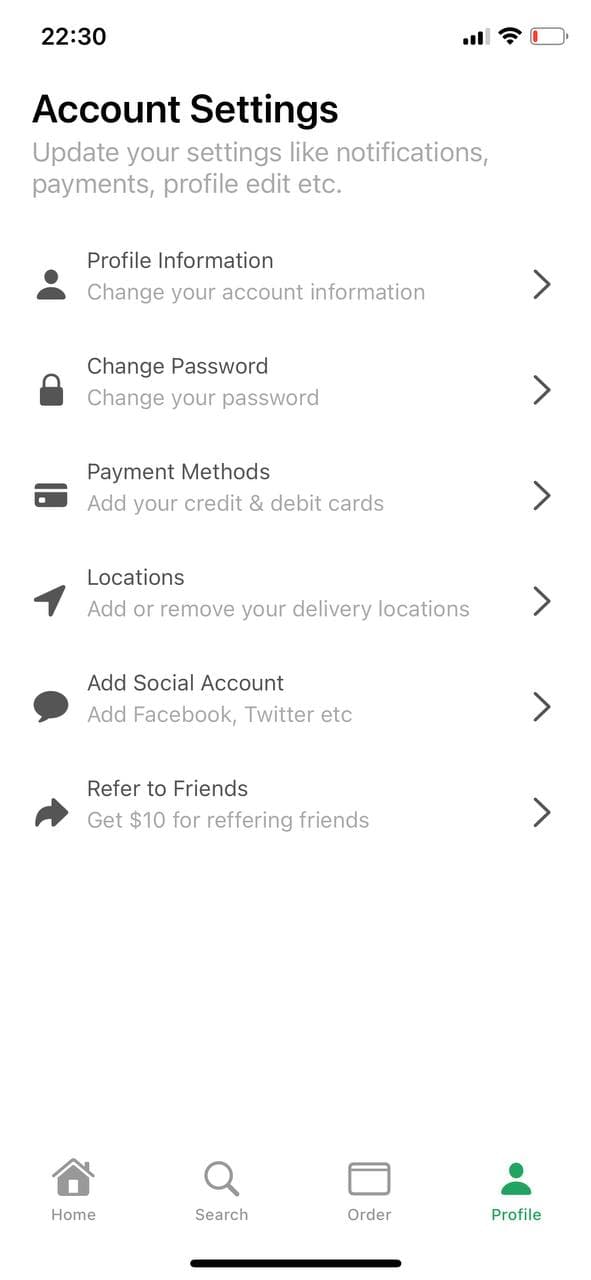 22:30
Account Settings
Update your settings like notifications,
payments, profile edit etc.
Profile Information
Change your account information
Change Password
Change your password
Payment Methods
Add your credit & debit cards
Locations
Add or remove your delivery locations
Add Social Account
Add Facebook, Twitter etc
Refer to Friends
Get $10 for reffering friends
Home
Search
Order
Profile